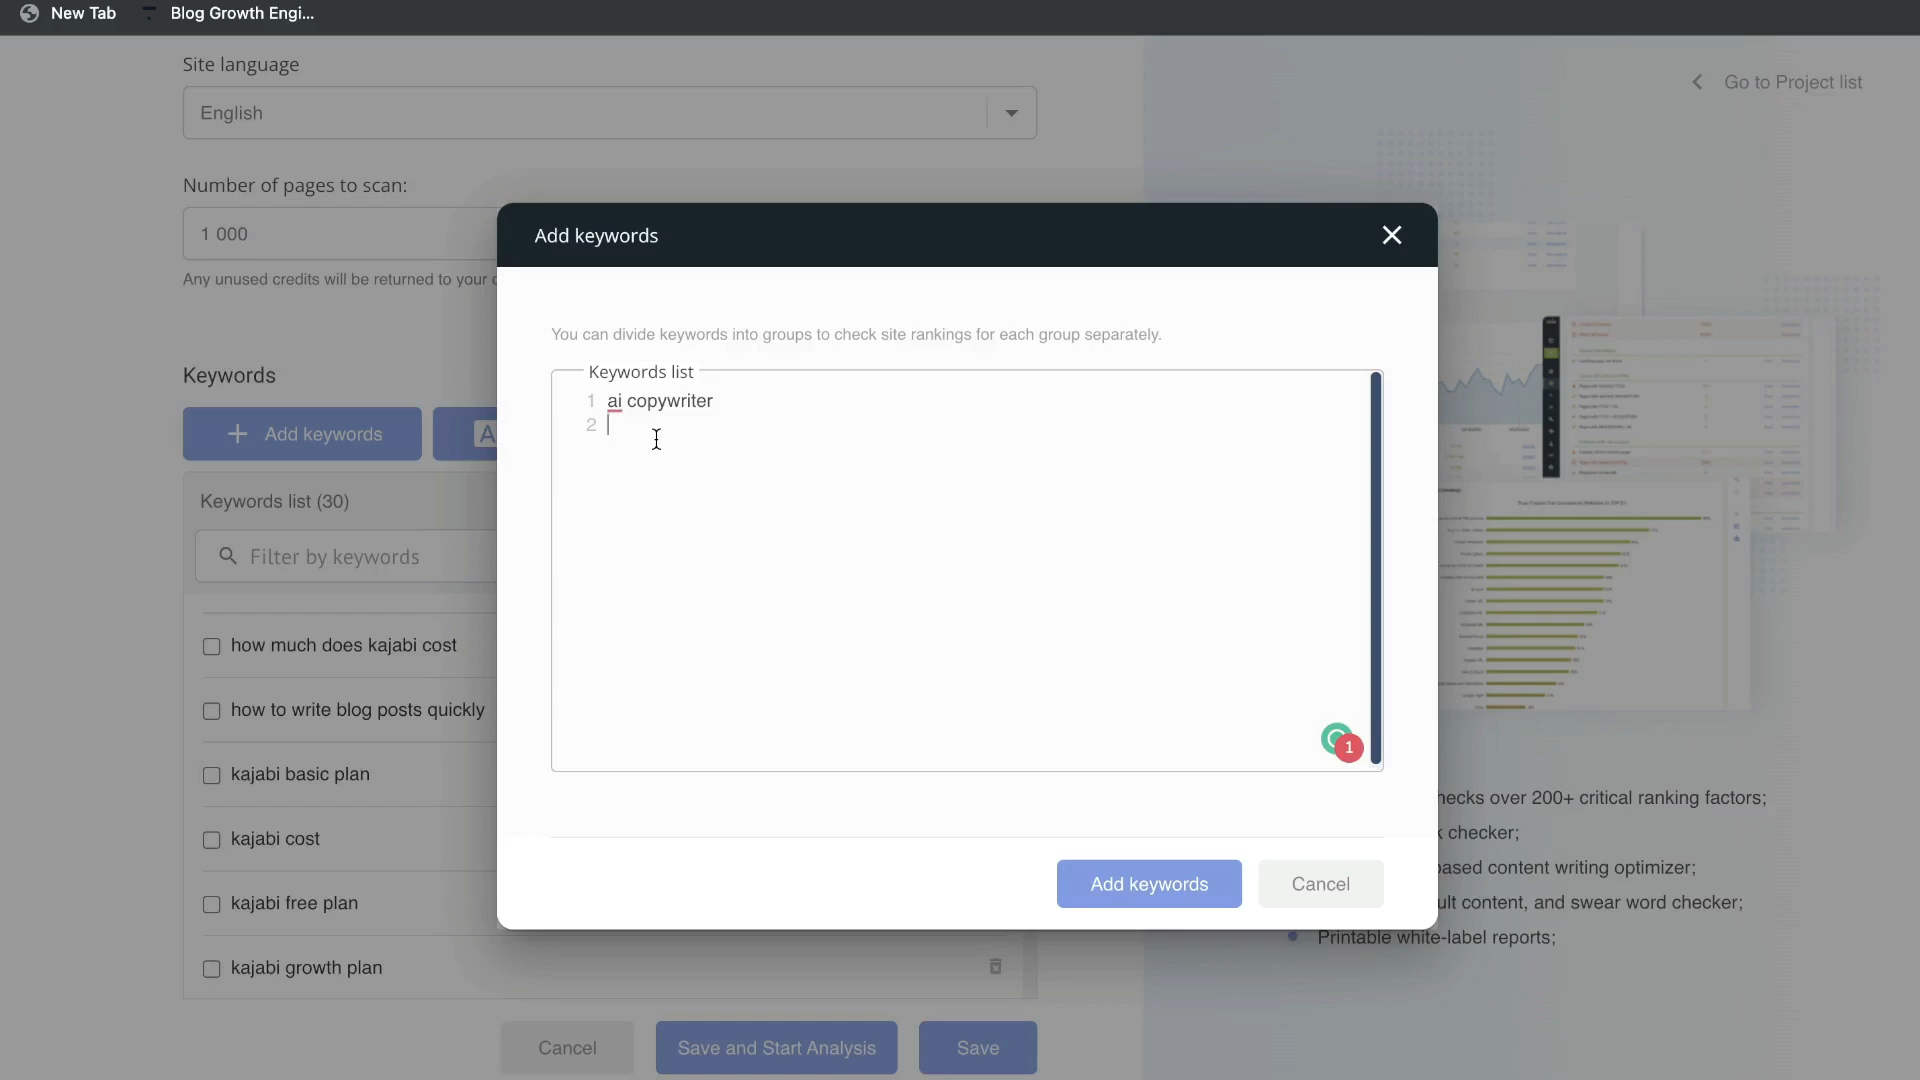 New Tab
Blog Growth Engi...
Site language
English
Go to Project list
Number of pages to scan:
1 000
Any unused credits will be returned to your
Add keywords
You can divide keywords into groups to check site rankings for each group separately.
Keywords list
1 ai copywriter
2
1
Keywords
Add keywords
A
Keywords list (30)
Filter by keywords
how much does kajabi cost
how to write blog posts quickly
kajabi basic plan
kajabi cost
kajabi free plan
kajabi growth plan
Add keywords
Cancel
hecks over 200+ critical ranking factors;
k checker;
based content writing optimizer;
ult content, and swear word checker;
Printable white-label reports;
Cancel
Save and Start Analysis
Save